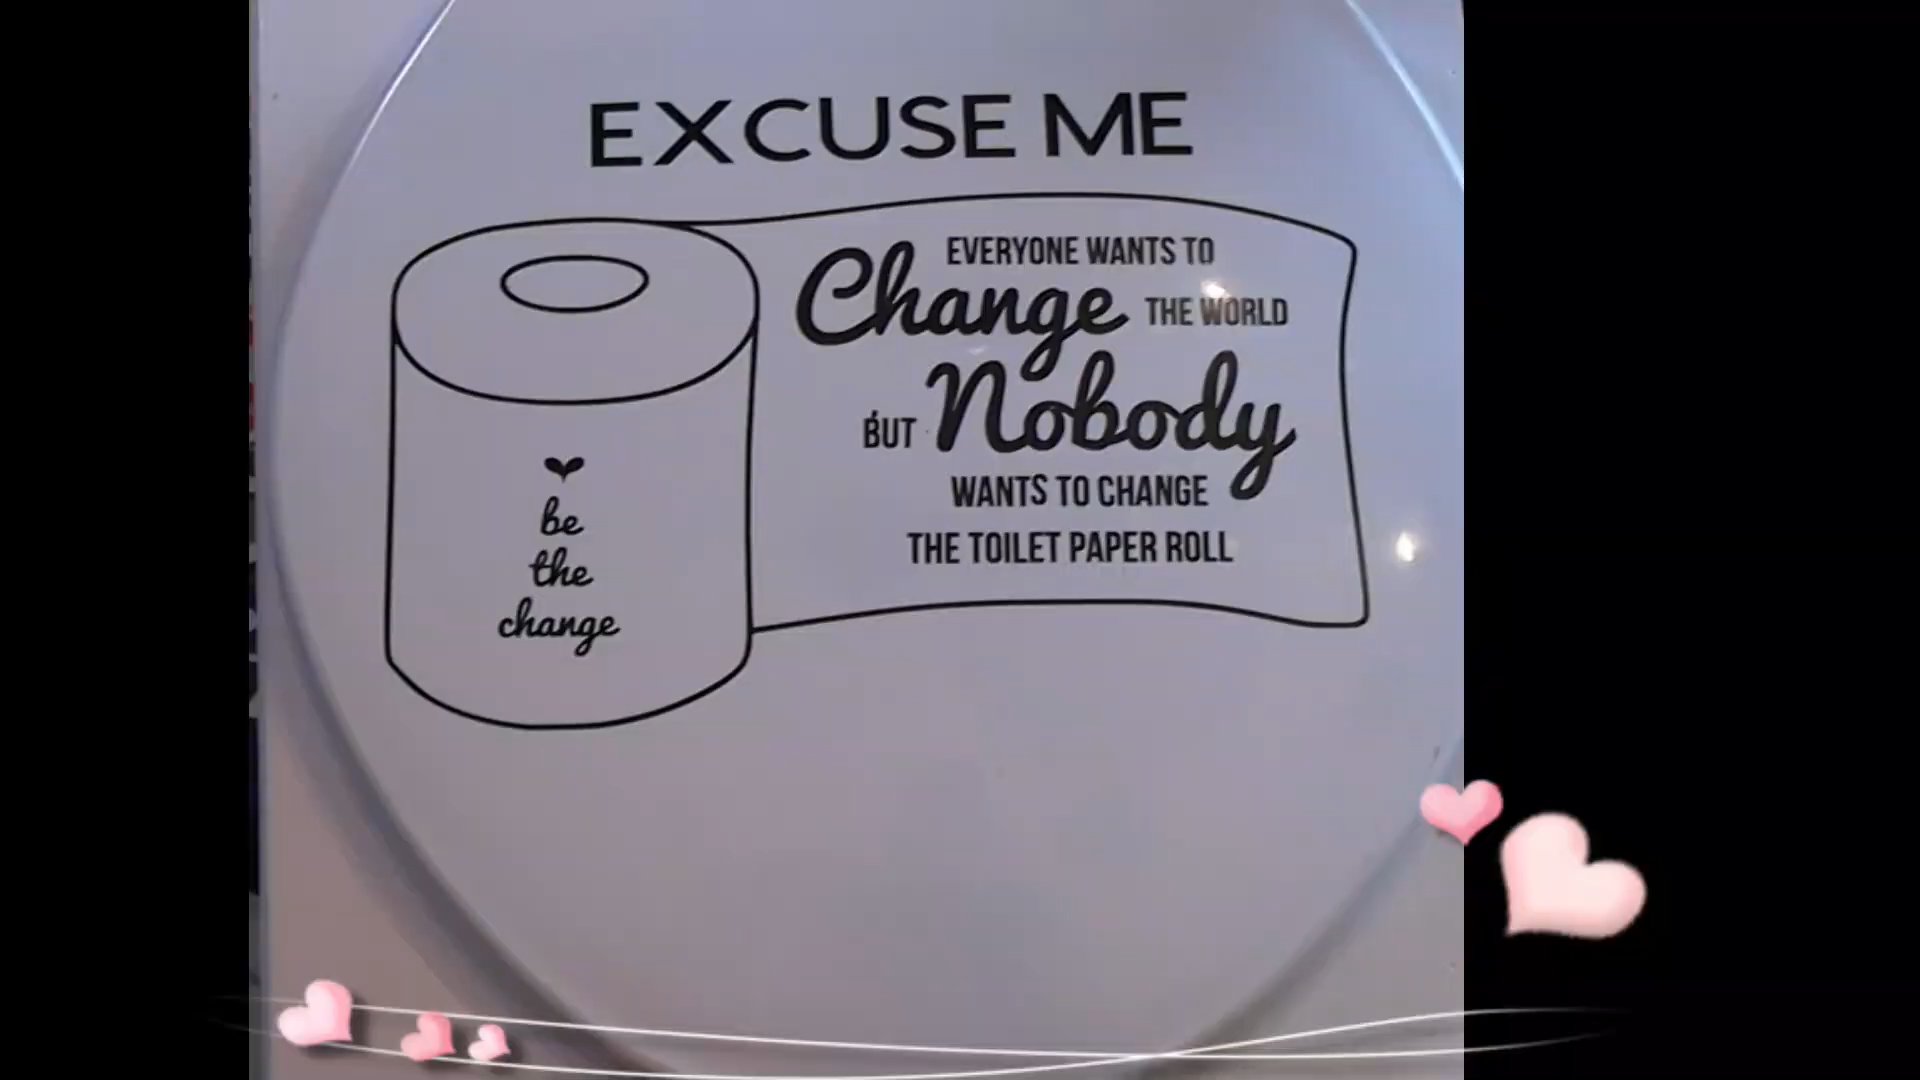 EXCUSE ME
EVERYONE WANTS TO
Change THE WORLD
BUT Nobody
WANTS TO CHANGE
THE TOILET PAPER ROLL
be
the
change